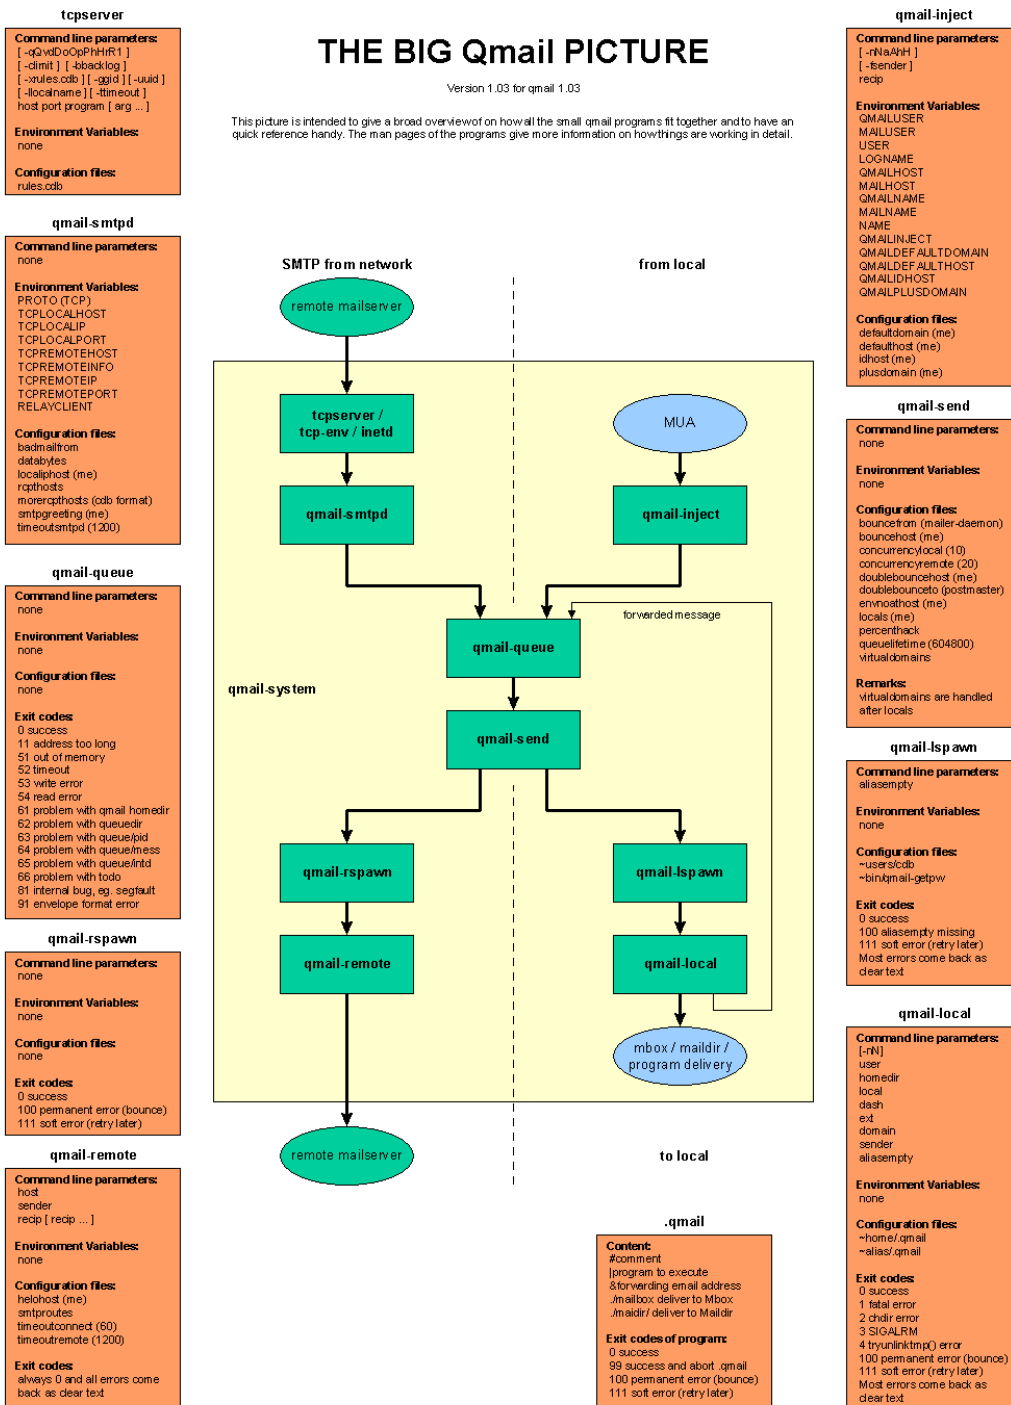 THE BIG Qmail PICTURE
Version 1.03 for qmail 1.03
This picture is intended to give a broad overviewof on howall the small qmail programs fit together and to have an
quick reference handy. The man pages of the programs give more information on howthings are working in detail.
tcpserver
Command line parameters:
[ -qQvdDoOpPhHrR1 ]
[ -climit ] [ -bbacklog ]
[ -xrules.cdb ] [ -ggid ] [ -uuid ]
[ -llocalname ] [ -ttimeout ]
host port program [ arg ... ]
Environment Variables:
none
Configuration files:
rules.cdb
qmail-smtpd
Command line parameters:
none
Environment Variables:
PROTO (TCP)
TCPLOCALHOST
TCPLOCALIP
TCPLOCALPORT
TCPREMOTEHOST
TCPREMOTEINFO
TCPREMOTEIP
TCPREMOTEPORT
RELAYCLIENT
Configuration files:
badmailfrom
databytes
localiphost (me)
rcpthosts
morercpthosts (cdb format)
smtpgreeting (me)
timeoutsmtpd (1200)
qmail-queue
Command line parameters:
none
Environment Variables:
none
Configuration files:
none
Exit codes:
0 success
11 address too long
51 out of memory
52 timeout
53 write error
54 read error
61 problem with qmail homedir
62 problem with queuedir
63 problem with queue/pid
64 problem with queue/mess
65 problem with queue/intd
66 problem with todo
81 internal bug, eg. segfault
91 envelope format error
qmail-rspawn
Command line parameters:
none
Environment Variables:
none
Configuration files:
none
Exit codes:
0 success
100 permanent error (bounce)
111 soft error (retry later)
qmail-remote
Command line parameters:
host
sender
recip [ recip ... ]
Environment Variables:
none
Configuration files:
helohost (me)
smtproutes
timeoutconnect (60)
timeoutremote (1200)
Exit codes:
always 0 and all errors come
back as clear text
SMTP from network
from local
remote mailserver
tcpserver /
tcp-env / inetd
MUA
qmail-smtpd
qmail-inject
forwarded message
qmail-queue
qmail-system
qmail-send
qmail-rspawn
qmail-lspawn
qmail-remote
qmail-local
mbox / maildir /
program delivery
remote mailserver
to local
.qmail
Content:
#comment
|program to execute
&forwarding email address
./mailbox deliver to Mbox
./maidir/ deliver to Maildir
Exit codes of program:
0 success
99 success and abort .qmail
100 permanent error (bounce)
111 soft error (retry later)
qmail-inject
Command line parameters:
[ -nNaAhH ]
[ -fsender ]
recip
Environment Variables:
QMAILUSER
MAILUSER
USER
LOGNAME
QMAILHOST
MAILHOST
QMAILNAME
MAILNAME
NAME
QMAILINJECT
QMAILDEFAULTDOMAIN
QMAILDEFAULTHOST
QMAILIDHOST
QMAILPLUSDOMAIN
Configuration files:
defaultdomain (me)
defaulthost (me)
idhost (me)
plusdomain (me)
qmail-send
Command line parameters:
none
Environment Variables:
none
Configuration files:
bouncefrom (mailer-daemon)
bouncehost (me)
concurrencylocal (10)
concurrencyremote (20)
doublebouncehost (me)
doublebounceto (postmaster)
envnoathost (me)
locals (me)
percenthack
queuelifetime (604800)
virtualdomains
Remarks:
virtualdomains are handled
after locals
qmail-lspawn
Command line parameters:
aliasempty
Environment Variables:
none
Configuration files:
~users/cdb
~bin/qmail-getpw
Exit codes:
0 success
100 aliasempty missing
111 soft error (retry later)
Most errors come back as
clear text
qmail-local
Command line parameters:
[-nN]
user
homedir
local
dash
ext
domain
sender
aliasempty
Environment Variables:
none
Configuration files:
~home/.qmail
~alias/.qmail
Exit codes:
0 success
1 fatal error
2 chdir error
3 SIGALRM
4 tryunlinktmp() error
100 permanent error (bounce)
111 soft error (retry later)
Most errors come back as
clear text